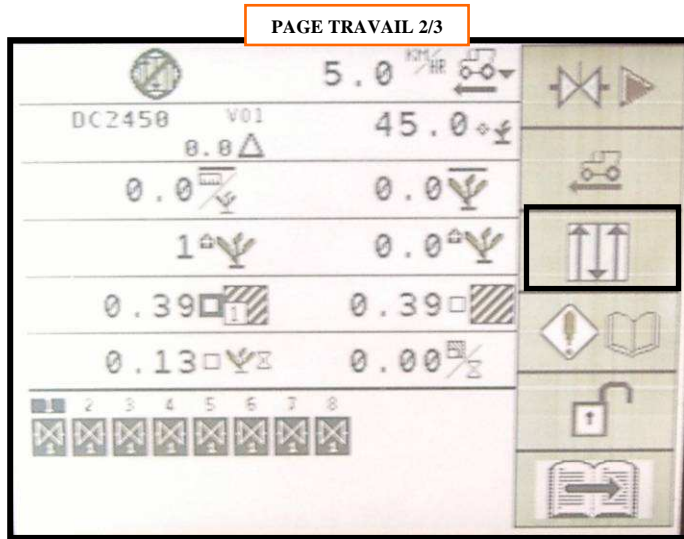 PAGE TRAVAIL 2/3
5.0 KM/HR
DC2450 V01 45.0
0.0
0.0 0.0
1 0.0
0.39 1 0.39
0.13 0.00
1 2 3 4 5 6 7 8
1 1 1 1 1 1 1 1